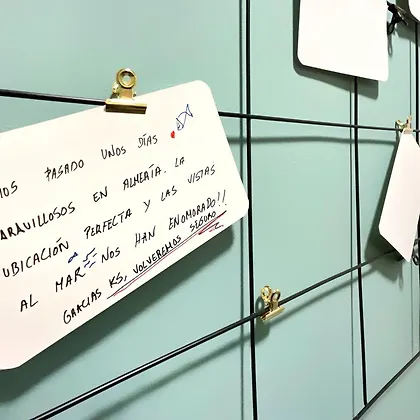 MOS PASADO UNOS DÍAS
ARAVILLOSOS EN ALMERÍA. LA
UBICACIÓN PERFECTA Y LAS VISTAS
AL MAR NOS HAN ENOMORADO!!
GRACIAS KS, VOLVEREMOS SEGURO